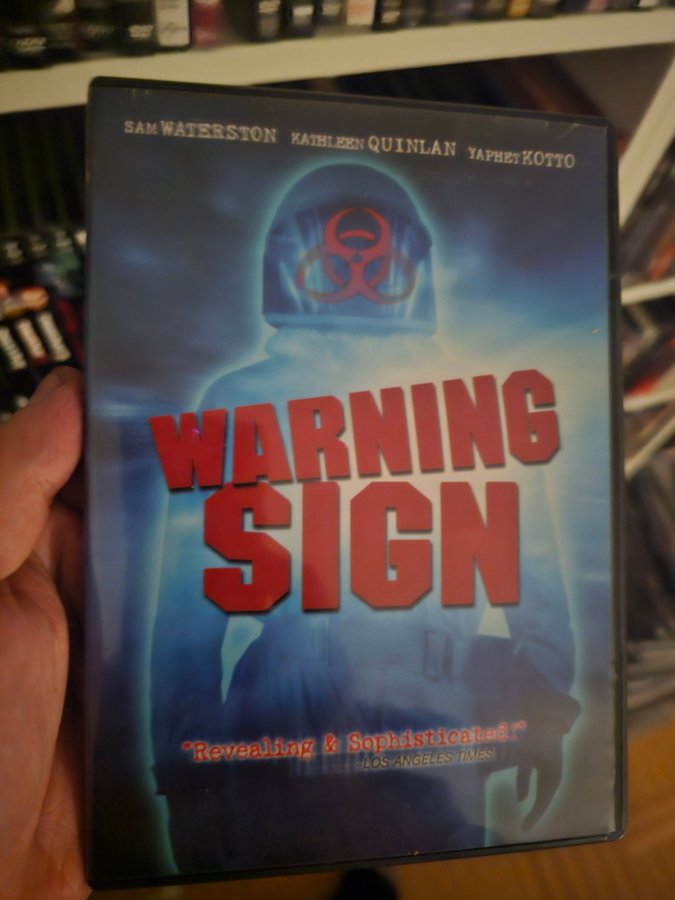 SAM WATERSTON KATHLEEN QUINLAN YAPHET KOTTO
WARNING
SIGN
"Revealing & Sophisticated!"
-LOS ANGELES TIMES